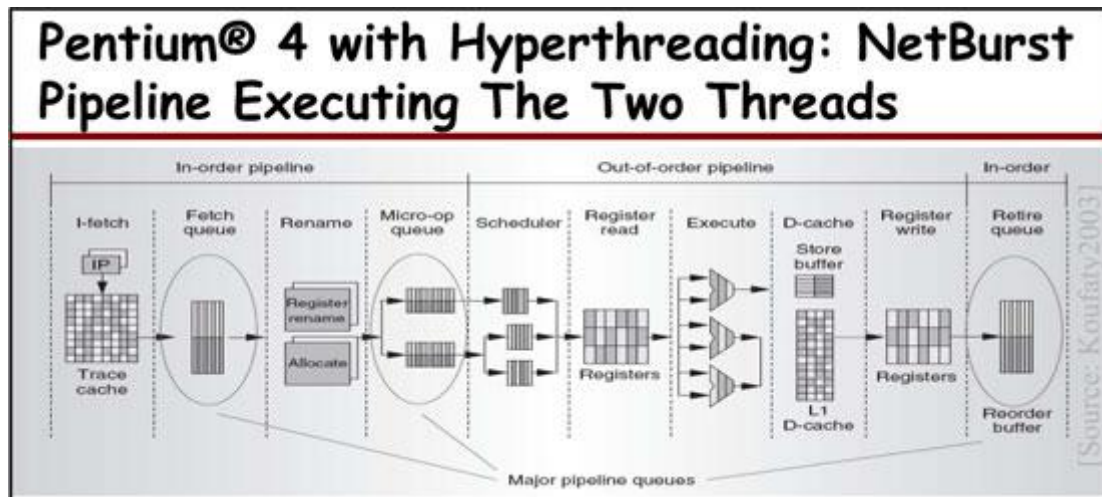 Pentium® 4 with Hyperthreading: NetBurst
Pipeline Executing The Two Threads
In-order pipeline
Out-of-order pipeline
In-order
I-fetch
Fetch
queue
Rename
Micro-op
queue
Scheduler
Register
read
Execute
D-cache
Register
write
Retire
queue
IP
Trace
cache
Register
rename
Allocate
Registers
Store
buffer
L1
D-cache
Registers
Reorder
buffer
Major pipeline queues
[Source: Koufaty2003]